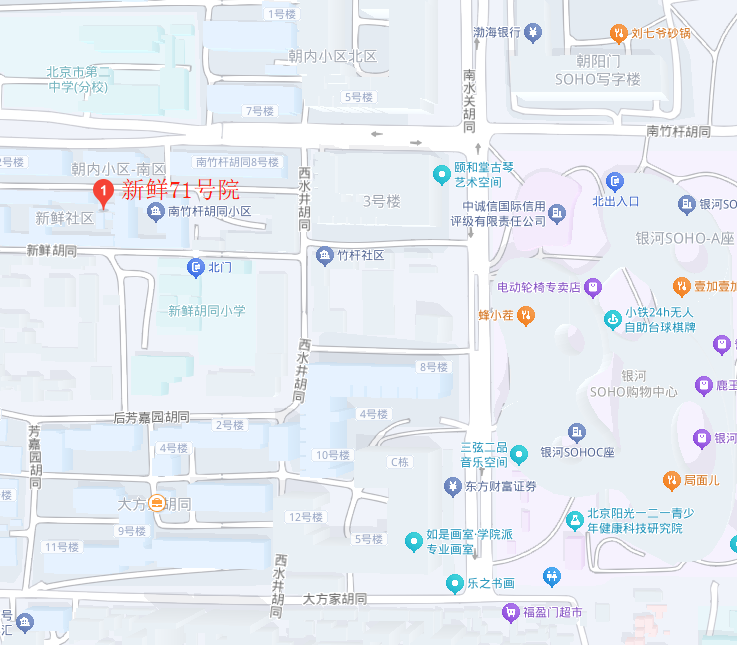 1号楼
渤海银行
刘七爷砂锅
朝内小区北区
朝阳门
SOHO写字楼
北京市第二
中学(分校)
南水关胡同
5号楼
7号楼
南竹杆胡同
2号楼
朝内小区-南区
南竹杆胡同8号楼
颐和堂古琴
艺术空间
西水井胡同
1
新鲜71号院
3号楼
北出入口
中诚信国际信用
评级有限责任公司
银河SO
新鲜社区
南竹杆胡同小区
银河SOHO-A座
新鲜胡同
竹杆社区
北门
电动轮椅专卖店
壹加壹加
新鲜胡同小学
蜂小茬
小铁24h无人
自助台球棋牌
西水井胡同
8号楼
银河
SOHO购物中心
鹿王
后芳嘉园胡同
2号楼
4号楼
芳嘉园胡同
4号楼
10号楼
C栋
三弦二品
音乐空间
银河SOHOC座
银河
局面儿
东方财富证券
大方
胡同
9号楼
12号楼
北京阳光一二一青少
年健康科技研究院
11号楼
5号楼
如是画室·学院派
专业画室
西水井胡同
乐之书画
大方家胡同
福盈门超市
号
汇